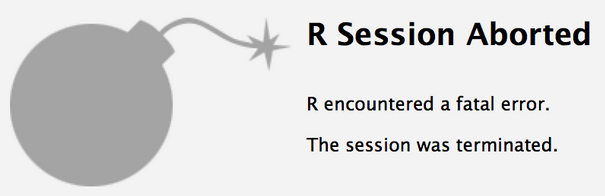 R Session Aborted
R encountered a fatal error.
The session was terminated.